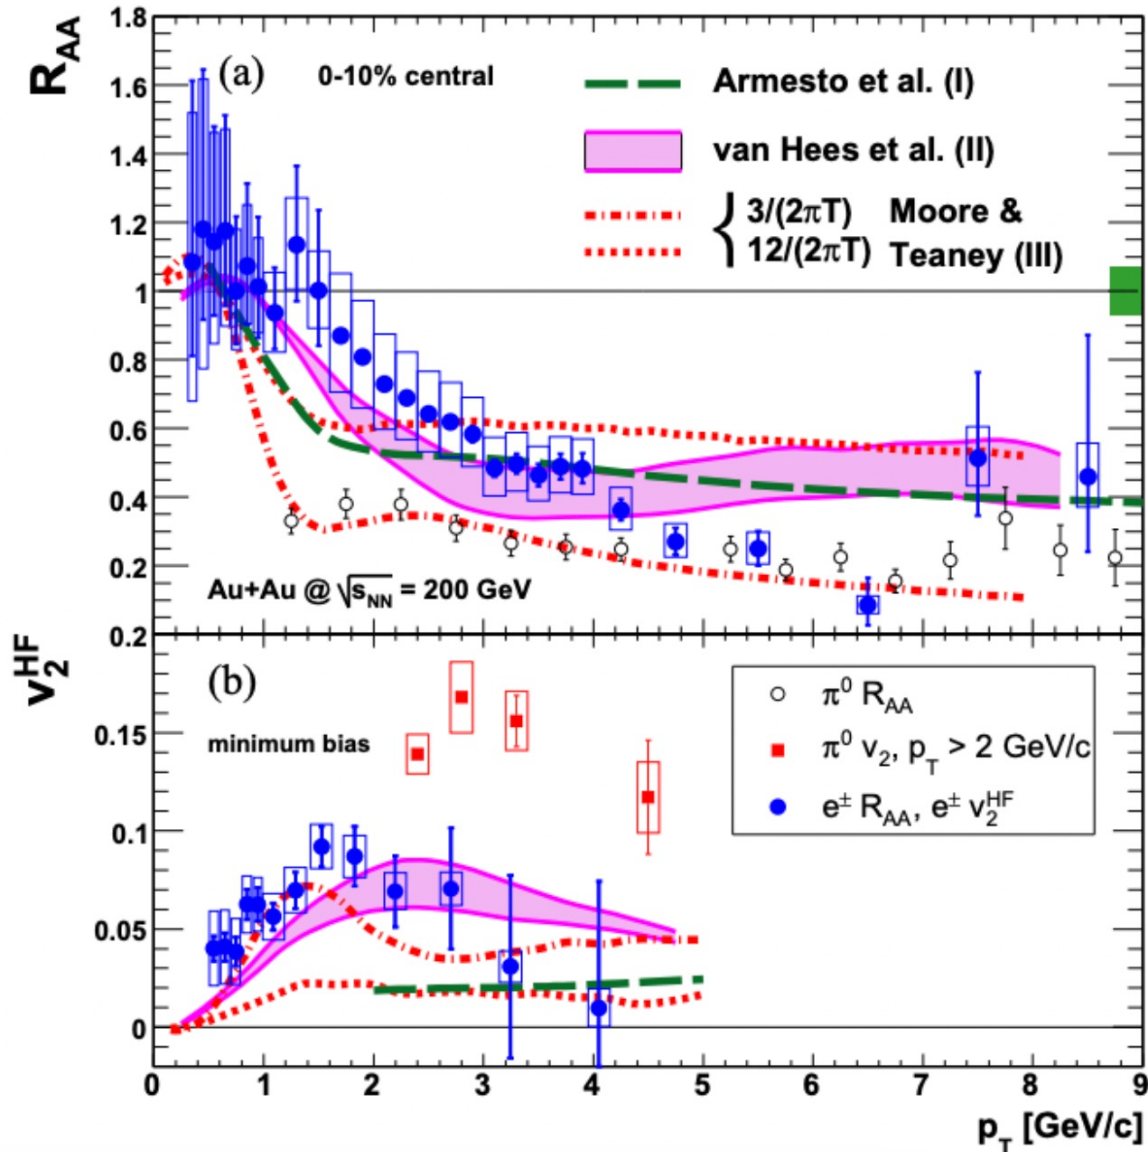 R_AA
1.8
1.6
1.4
1.2
1
0.8
0.6
0.4
0.2
(a)
0-10% central
Armesto et al. (I)
van Hees et al. (II)
3/(2πT) Moore &
12/(2πT) Teaney (III)
Au+Au @ √s_NN = 200 GeV
v_2^HF
0.2
0.15
0.1
0.05
0
(b)
minimum bias
π⁰ R_AA
π⁰ v_2, p_T > 2 GeV/c
e± R_AA, e± v_2^HF
0 1 2 3 4 5 6 7 8 9
p_T [GeV/c]